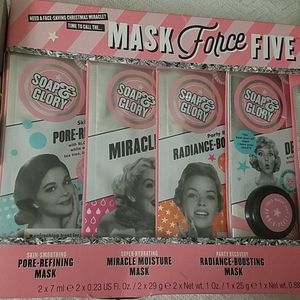 NEED A FACE-SAVING CHRISTMAS MIRACLE?
TIME TO CALL THE...
MASK Force FIVE
SOAP &
GLORY
SOAP &
GLORY
SOAP &
GLORY
SOAP &
GLORY
PORE-R
MIRACLE
RADIANCE-BO
SKIN-SMOOTHING
PORE-REFINING
MASK
SUPER-HYDRATING
MIRACLE MOISTURE
MASK
PARTY RECOVERY
RADIANCE-BOOSTING
MASK
2 x 7 ml e 2 x 0.23 US Fl. Oz. / 2 x 29 g e 2 x Net wt. 1 Oz. / 1 x 25 g e 1 x Net wt. 0.8